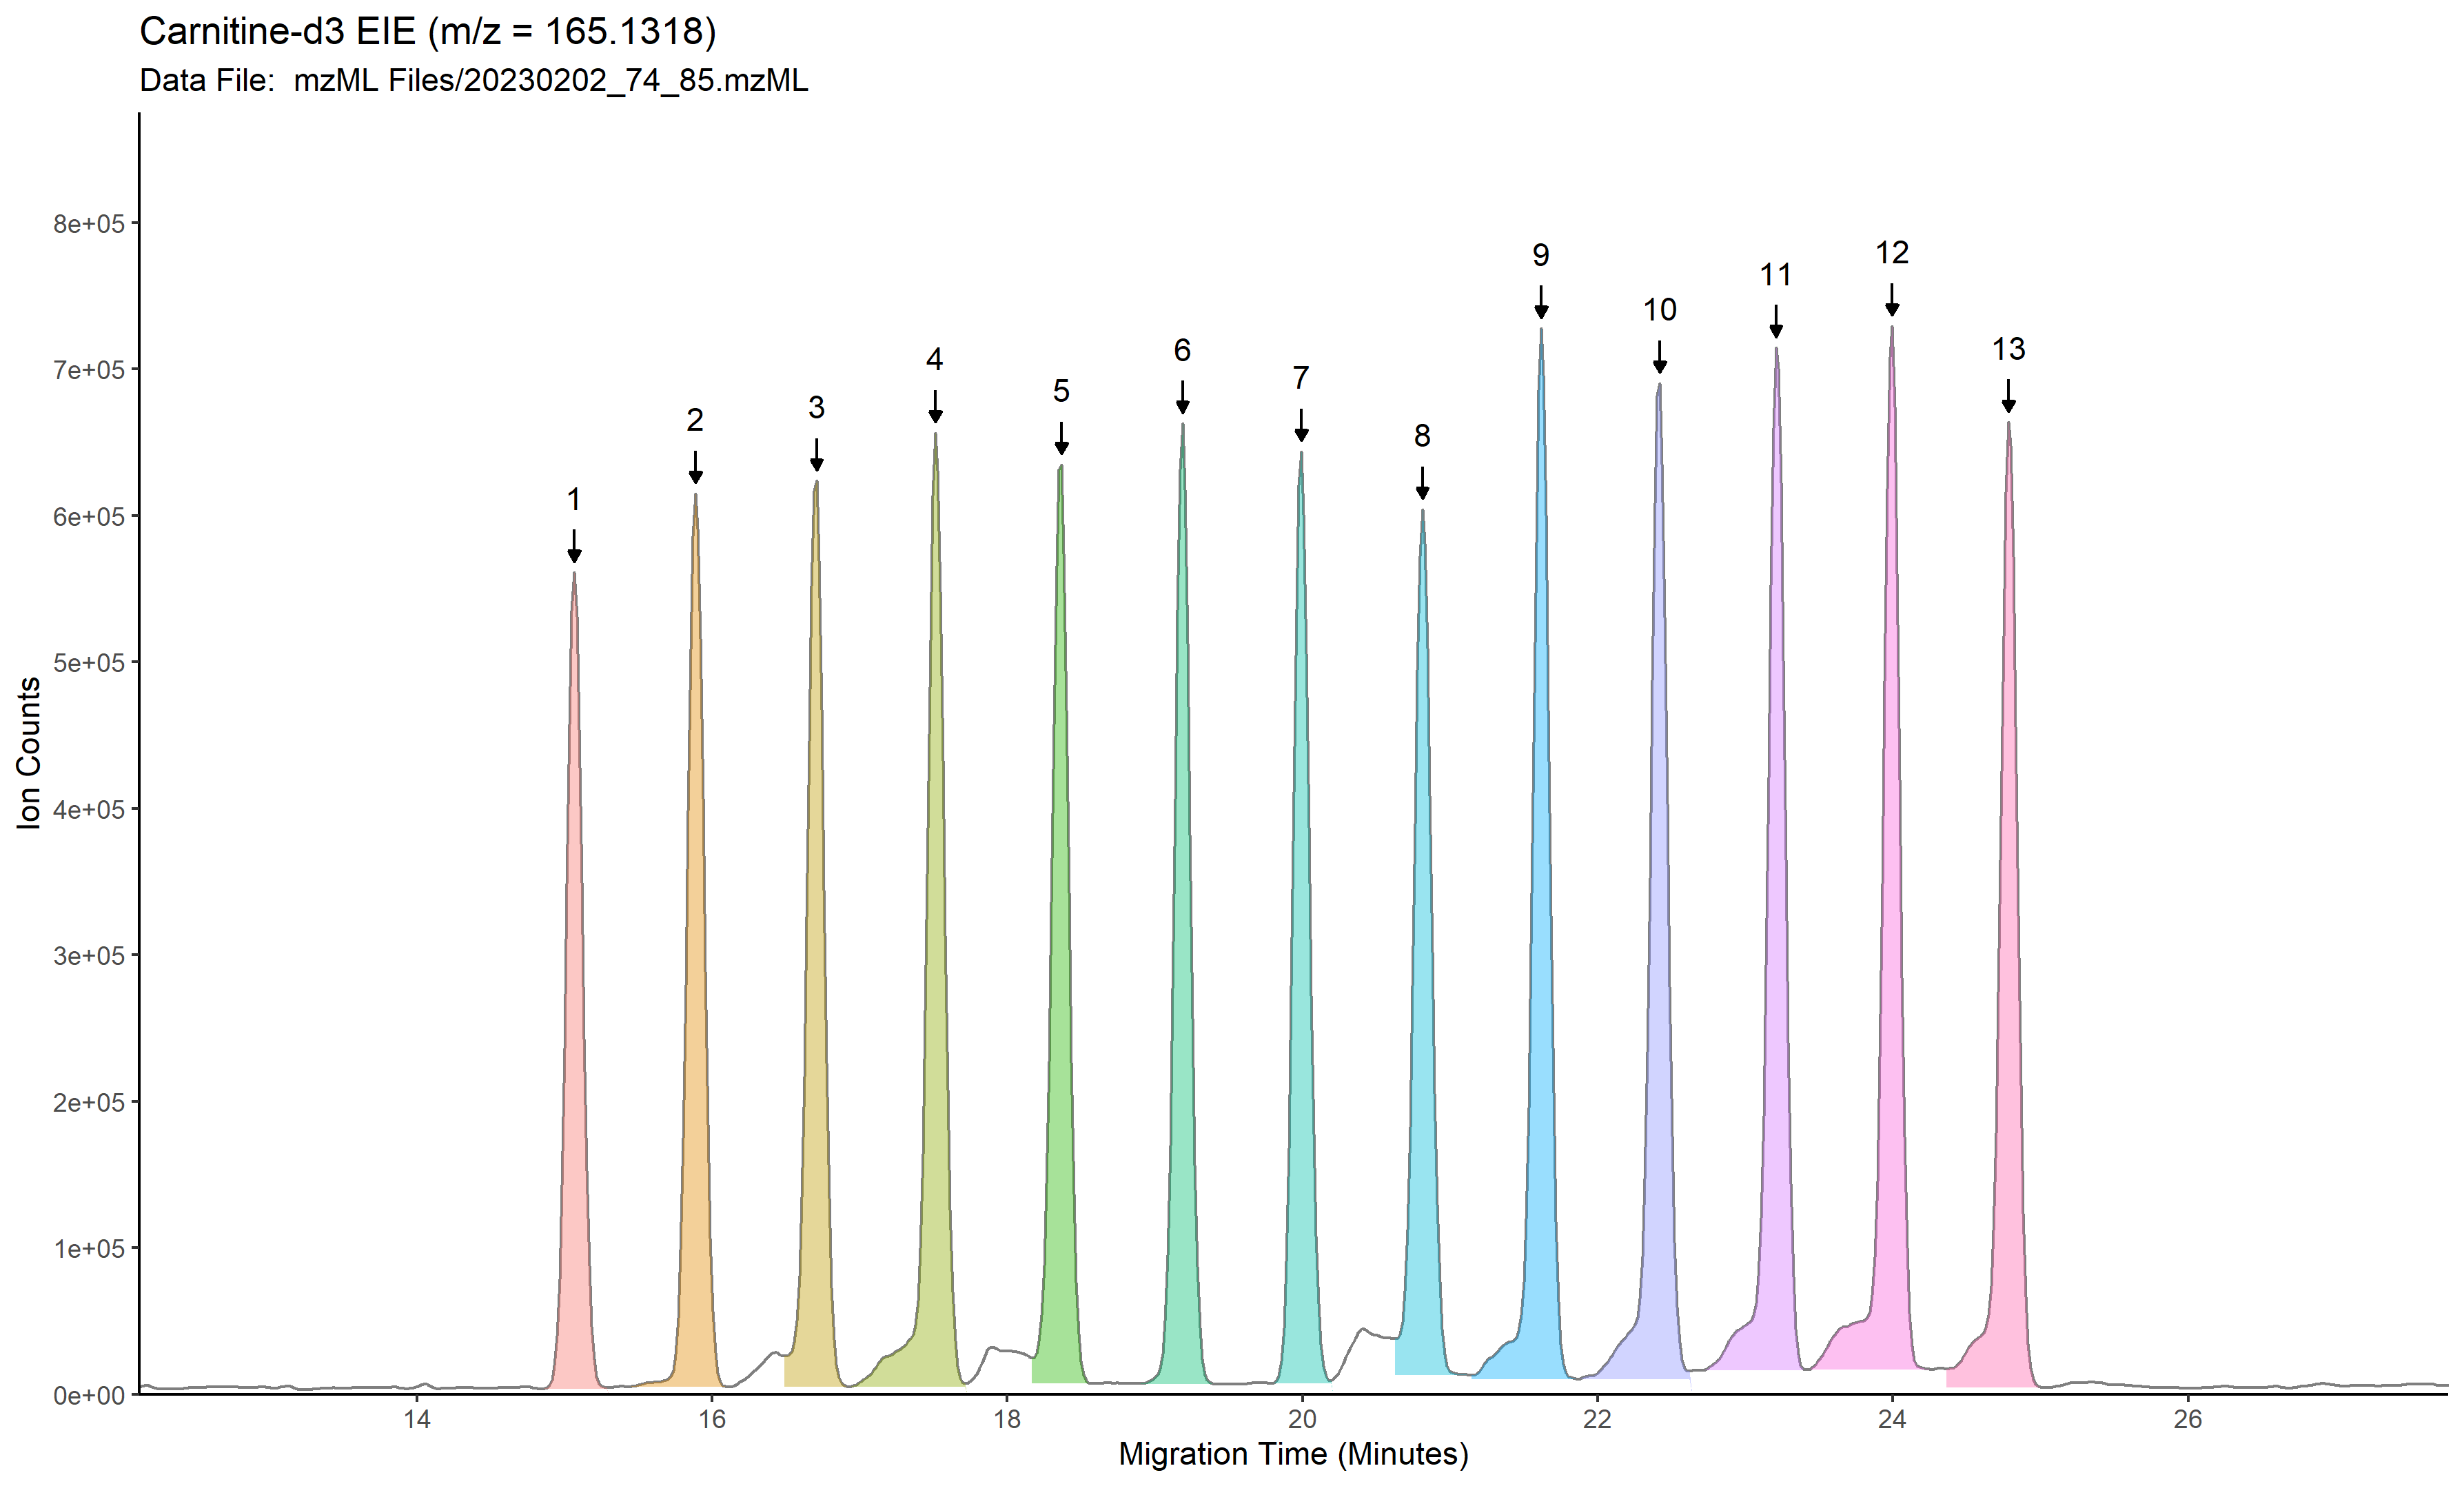 Carnitine-d3 EIE (m/z = 165.1318)
Data File:  mzML Files/20230202_74_85.mzML
8e+05
7e+05
6e+05
5e+05
4e+05
3e+05
2e+05
1e+05
0e+00
Ion Counts
1
2
3
4
5
6
7
8
9
10
11
12
13
14
16
18
20
22
24
26
Migration Time (Minutes)